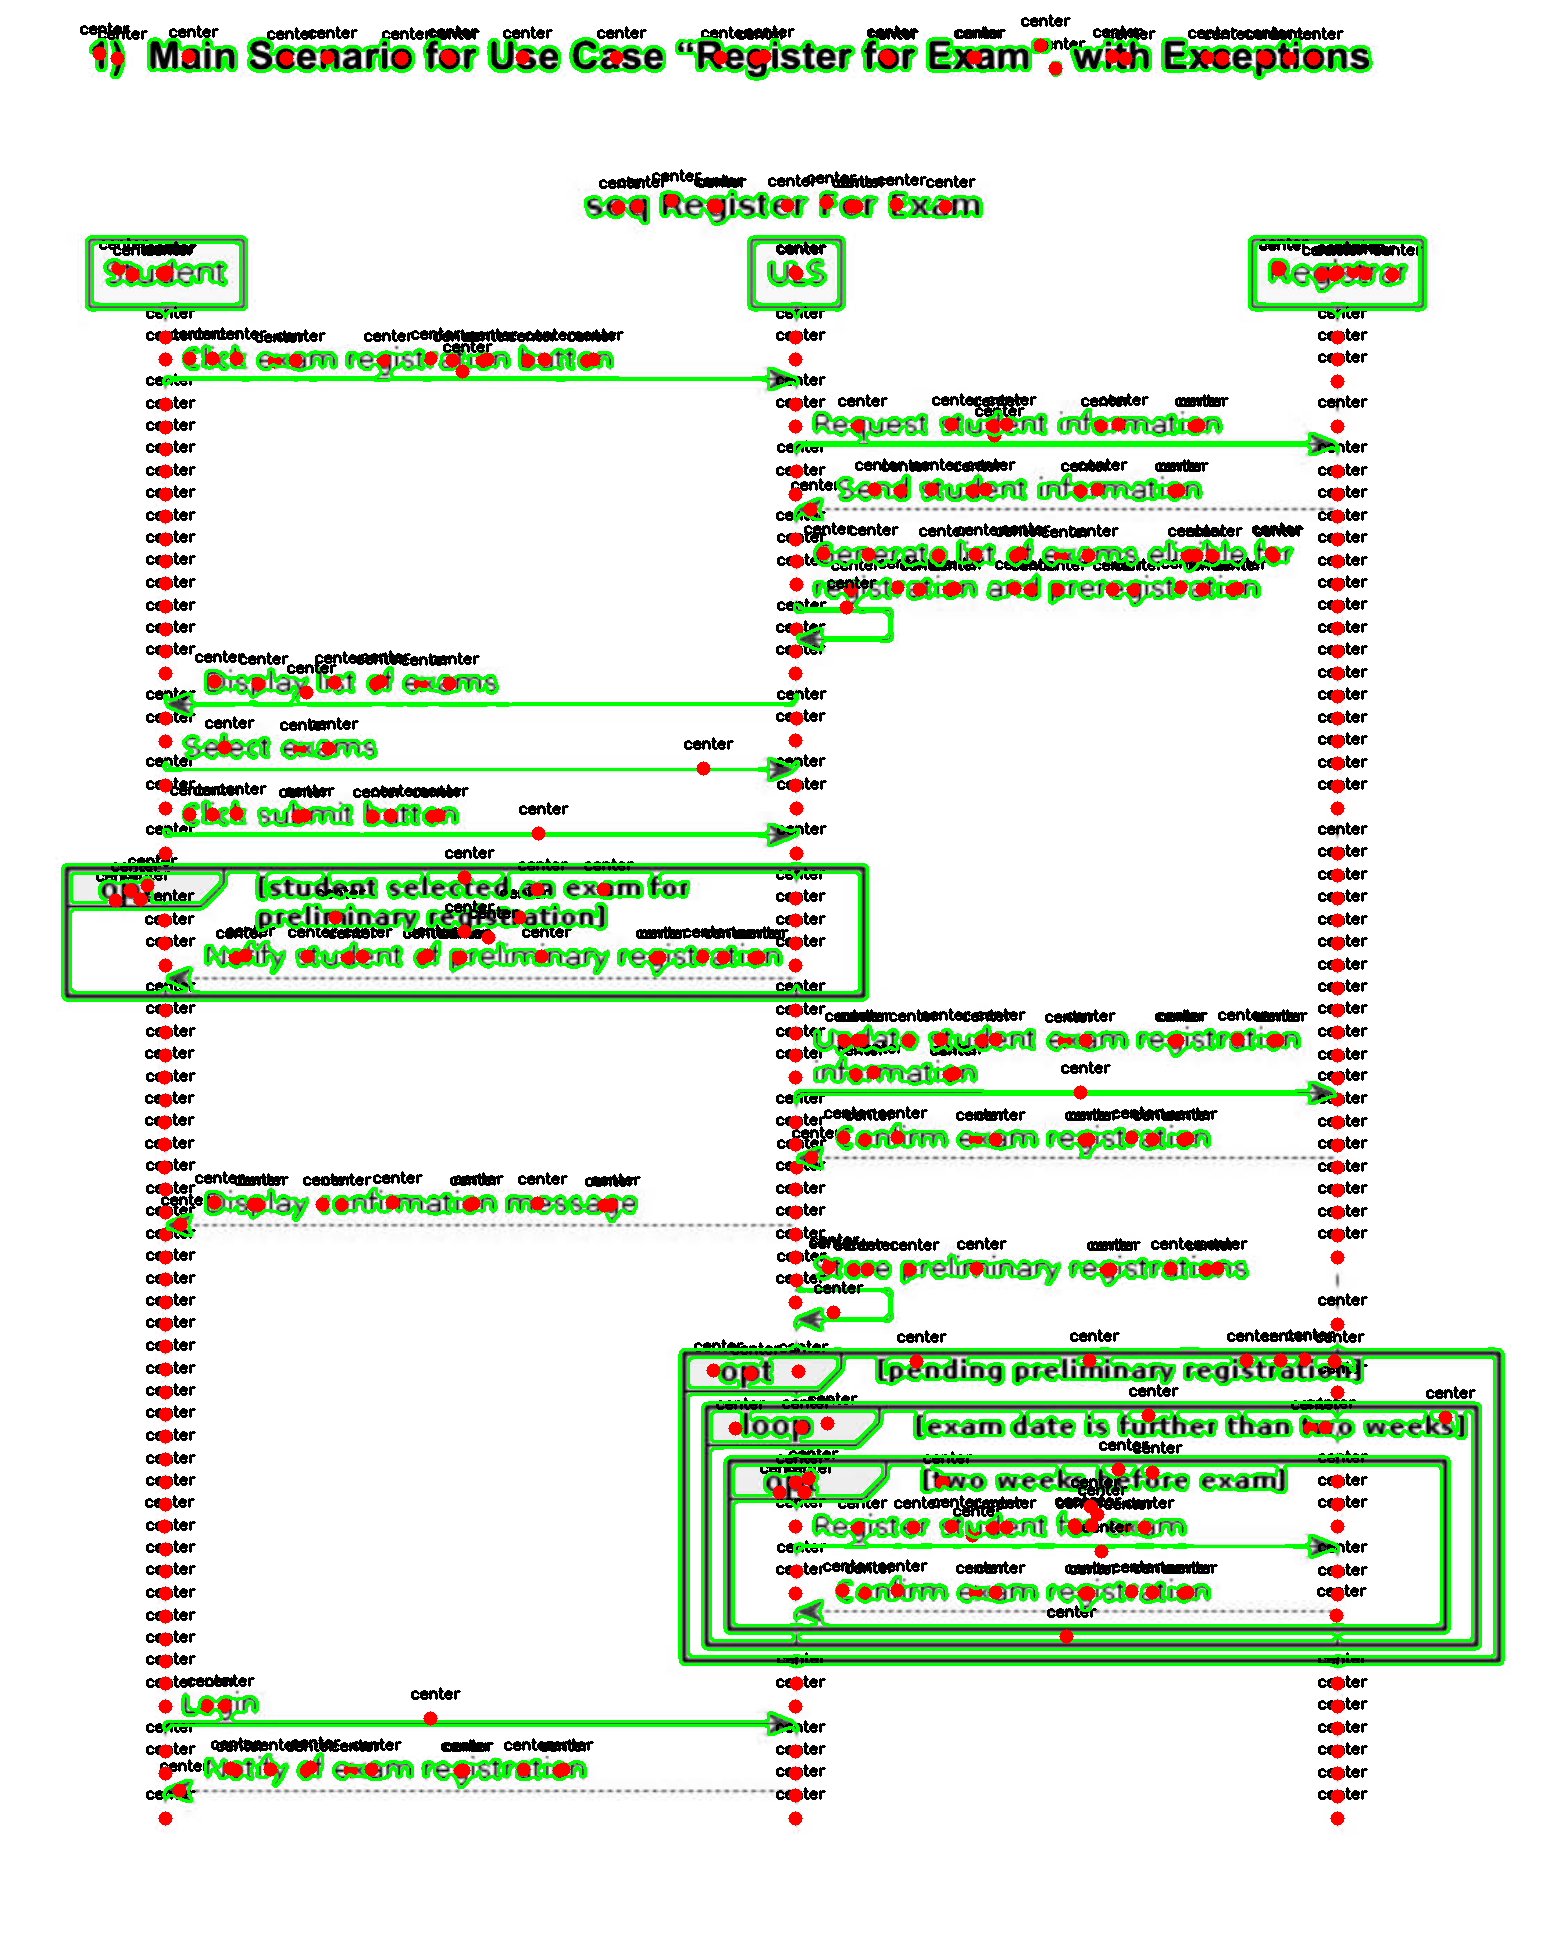 1) Main Scenario for Use Case “Register for Exam” with Exceptions
seq Register For Exam
Student
ULS
Registrar
Click exam registration button
Request student information
Send student information
Generate list of exams eligible for
registration and preregistration
Display list of exams
Select exams
Click submit button
opt [student selected an exam for
preliminary registration]
Notify student of preliminary registration
Update student exam registration
information
Confirm exam registration
Display confirmation message
Store preliminary registrations
opt [pending preliminary registration]
loop [exam date is further than two weeks]
opt [two weeks before exam]
Register student for exam
Confirm exam registration
Login
Notify of exam registration
center